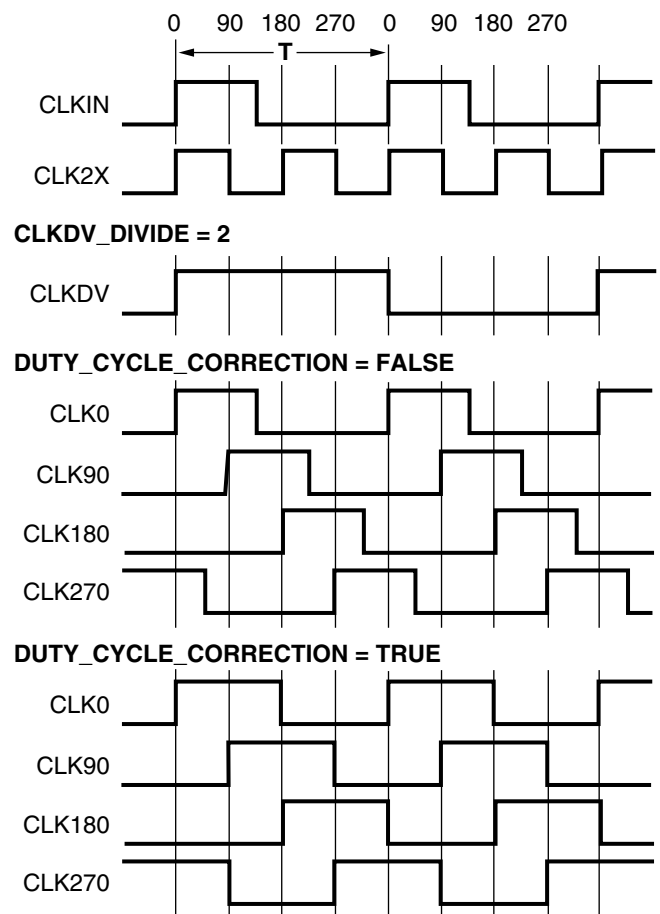 0 90 180 270 0 90 180 270
T
CLKIN
CLK2X
CLKDV_DIVIDE = 2
CLKDV
DUTY_CYCLE_CORRECTION = FALSE
CLK0
CLK90
CLK180
CLK270
DUTY_CYCLE_CORRECTION = TRUE
CLK0
CLK90
CLK180
CLK270